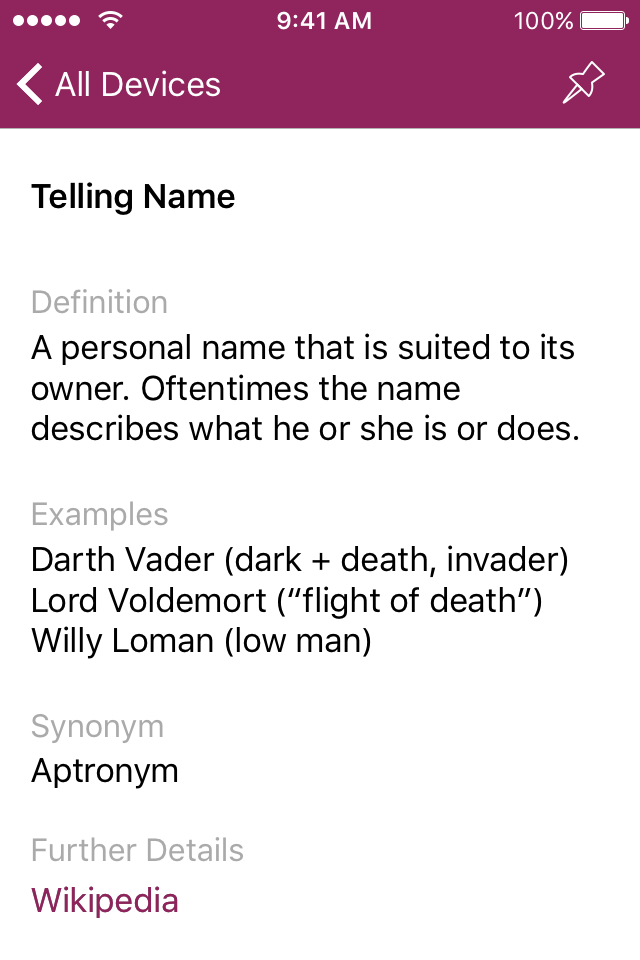 9:41 AM
100%
All Devices
Telling Name
Definition
A personal name that is suited to its
owner. Oftentimes the name
describes what he or she is or does.
Examples
Darth Vader (dark + death, invader)
Lord Voldemort (“flight of death”)
Willy Loman (low man)
Synonym
Aptronym
Further Details
Wikipedia